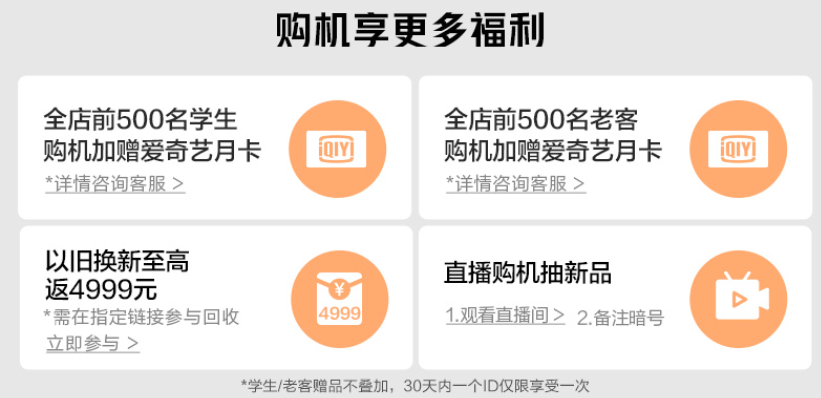 购机享更多福利
全店前500名学生
购机加赠爱奇艺月卡
*详情咨询客服 >
iQIYI
全店前500名老客
购机加赠爱奇艺月卡
*详情咨询客服 >
iQIYI
以旧换新至高
返4999元
*需在指定链接参与回收
立即参与 >
¥
4999
直播购机抽新品
1.观看直播间 > 2.备注暗号
*学生/老客赠品不叠加，30天内一个ID仅限享受一次